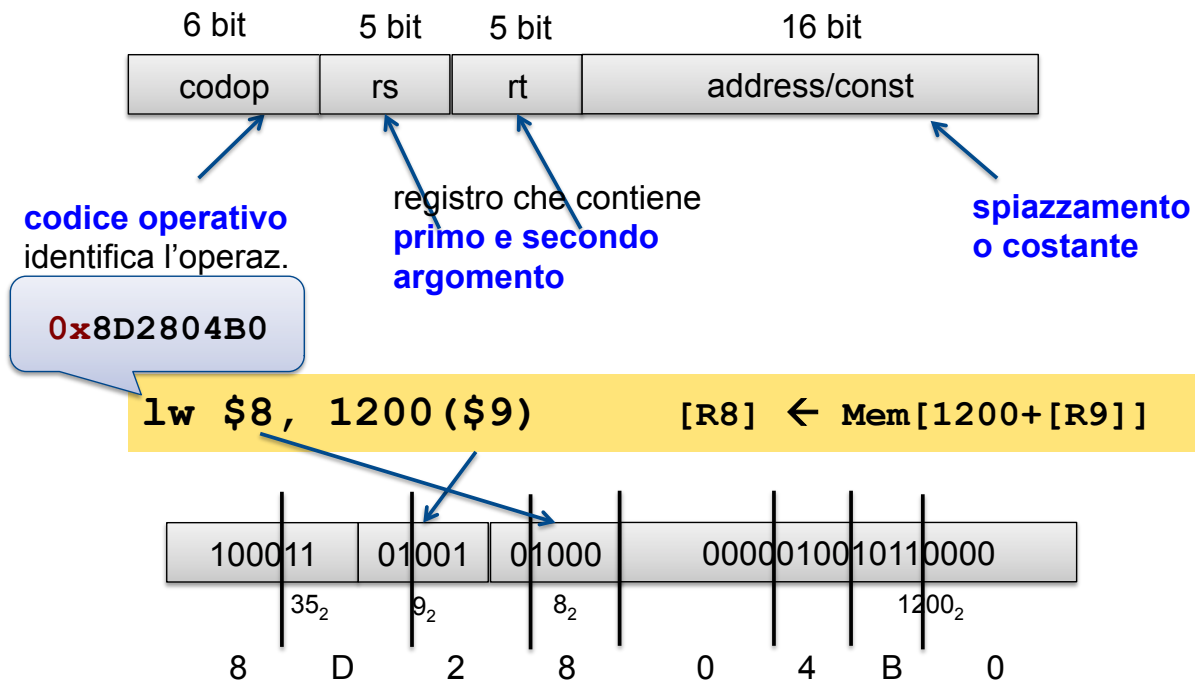 6 bit 5 bit 5 bit 16 bit
codop rs rt address/const
codice operativo
identifica l’operaz.
registro che contiene
primo e secondo
argomento
spiazzamento
o costante
0x8D2804B0
lw $8, 1200($9) [R8] ← Mem[1200+[R9]]
100011 01001 01000 0000010010110000
35₂ 9₂ 8₂ 1200₂
8 D 2 8 0 4 B 0